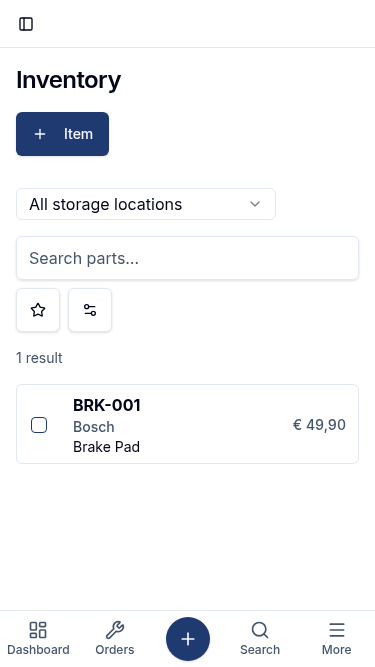 Inventory
Item
All storage locations
Search parts...
1 result
BRK-001
Bosch
€ 49,90
Brake Pad
Dashboard
Orders
Search
More